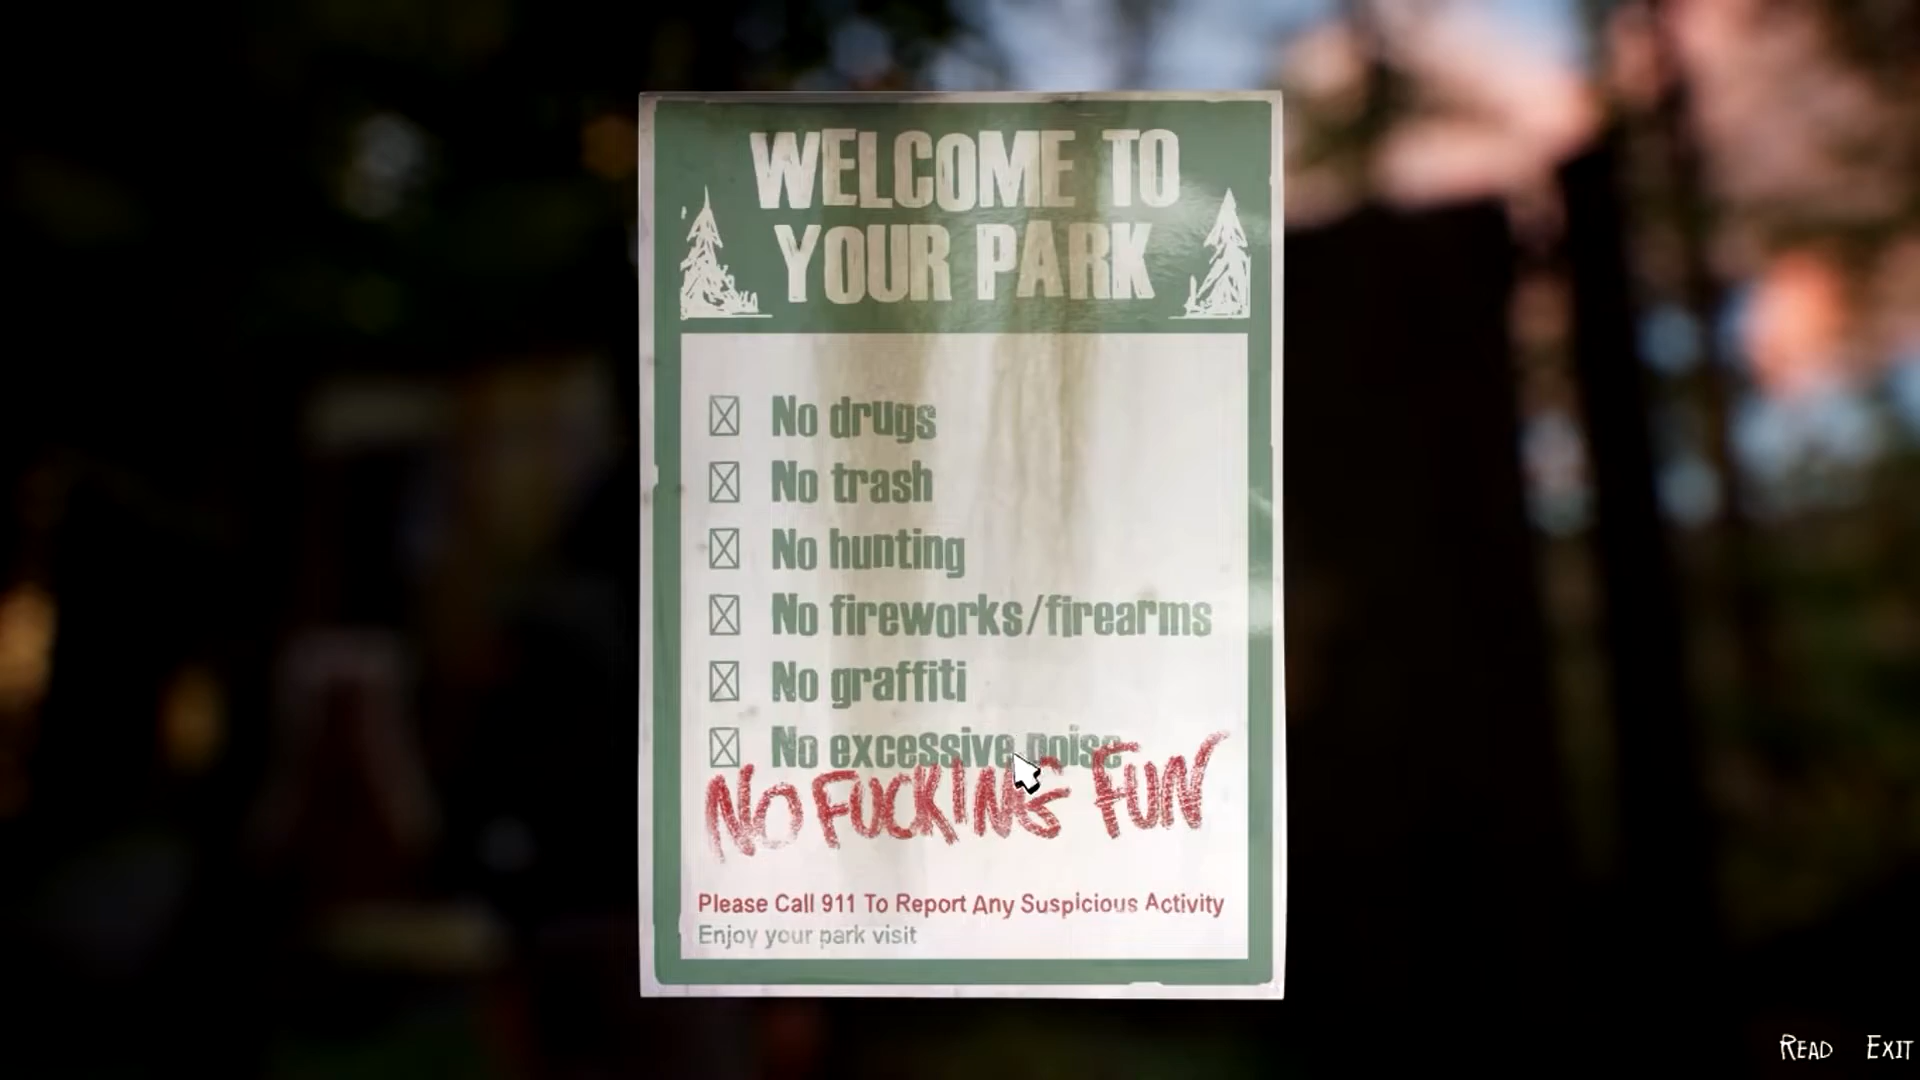 WELCOME TO
YOUR PARK
No drugs
No trash
No hunting
No fireworks/firearms
No graffiti
No excessive noise
NO FUCKING FUN
Please Call 911 To Report Any Suspicious Activity
Enjoy your park visit
READ EXIT